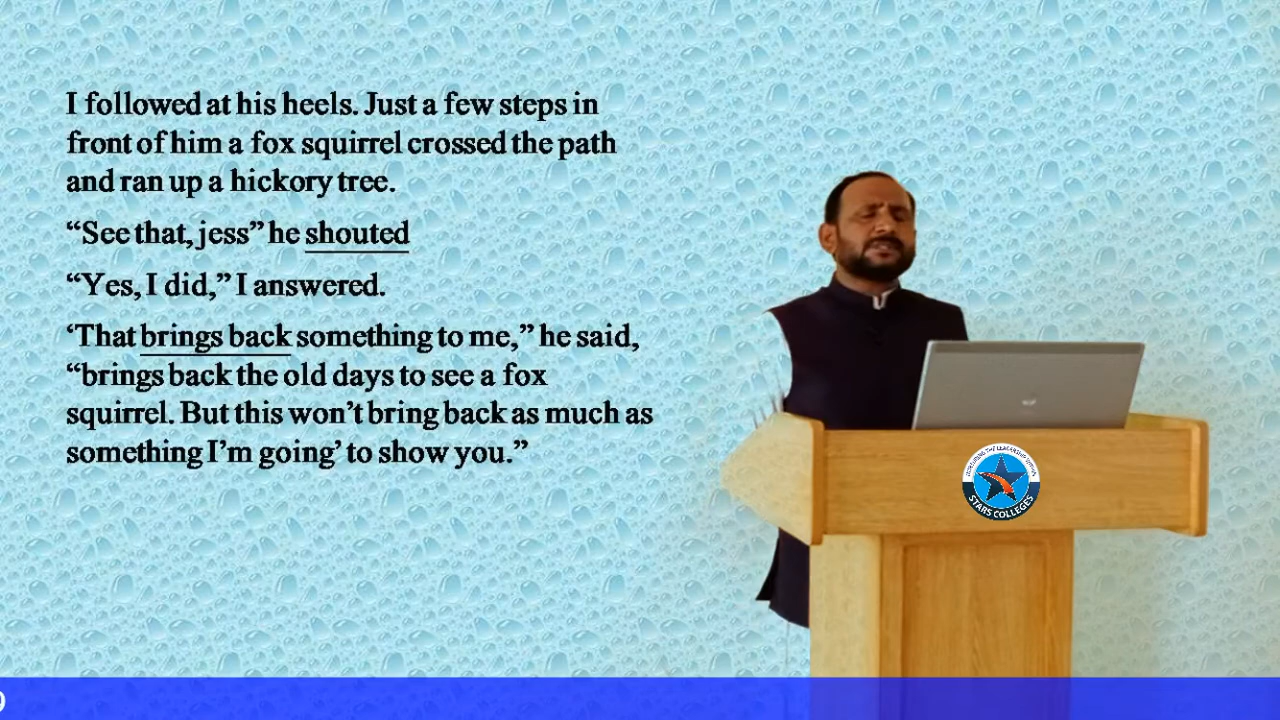 I followed at his heels. Just a few steps in
front of him a fox squirrel crossed the path
and ran up a hickory tree.
“See that, jess” he shouted
“Yes, I did,” I answered.
‘That brings back something to me,” he said,
“brings back the old days to see a fox
squirrel. But this won’t bring back as much as
something I’m going’ to show you.”
STARS COLLEGES